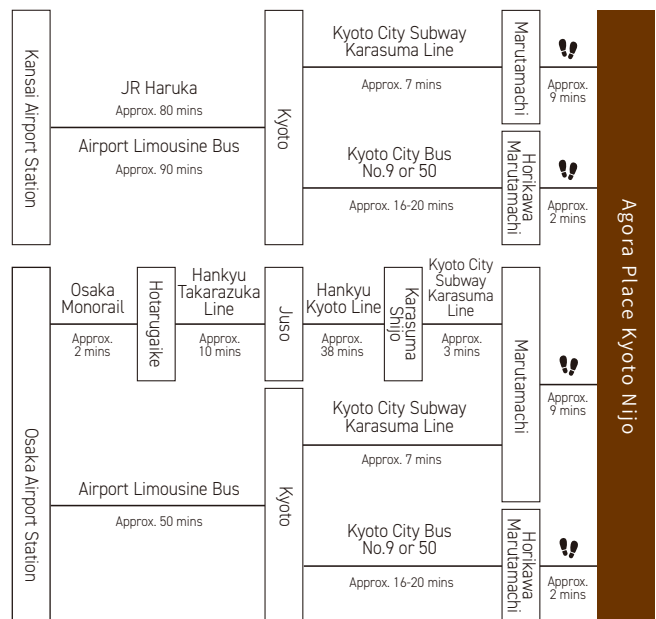 Kansai Airport Station
JR Haruka
Approx. 80 mins
Airport Limousine Bus
Approx. 90 mins
Kyoto
Kyoto City Subway
Karasuma Line
Approx. 7 mins
Marutamachi
Approx.
9 mins
Kyoto City Bus
No.9 or 50
Approx. 16-20 mins
Horikawa
Marutamachi
Approx.
2 mins
Osaka Airport Station
Osaka
Monorail
Approx.
2 mins
Hotarugaike
Hankyu
Takarazuka
Line
Approx.
10 mins
Juso
Hankyu
Kyoto Line
Approx.
38 mins
Karasuma
Shijo
Kyoto City
Subway
Karasuma
Line
Approx.
3 mins
Marutamachi
Approx.
9 mins
Airport Limousine Bus
Approx. 50 mins
Kyoto
Kyoto City Subway
Karasuma Line
Approx. 7 mins
Kyoto City Bus
No.9 or 50
Approx. 16-20 mins
Horikawa
Marutamachi
Approx.
2 mins
Agora Place Kyoto Nijo